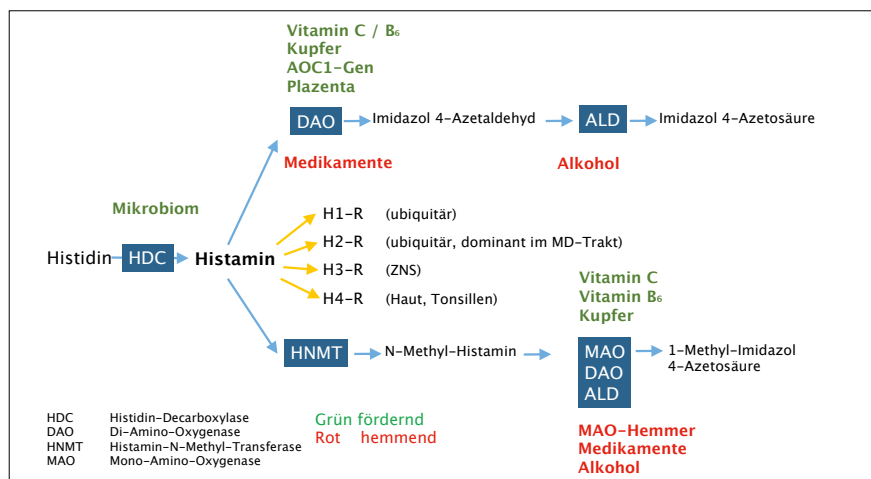 Vitamin C / B₆
Kupfer
AOC1-Gen
Plazenta
DAO
Imidazol 4-Azetaldehyd
ALD
Imidazol 4-Azetosäure
Medikamente
Alkohol
Mikrobiom
Histidin
HDC
Histamin
H1-R (ubiquitär)
H2-R (ubiquitär, dominant im MD-Trakt)
H3-R (ZNS)
H4-R (Haut, Tonsillen)
HNMT
N-Methyl-Histamin
Vitamin C
Vitamin B₆
Kupfer
MAO
DAO
ALD
1-Methyl-Imidazol
4-Azetosäure
MAO-Hemmer
Medikamente
Alkohol
HDC Histidin-Decarboxylase
DAO Di-Amino-Oxygenase
HNMT Histamin-N-Methyl-Transferase
MAO Mono-Amino-Oxygenase
Grün fördernd
Rot hemmend